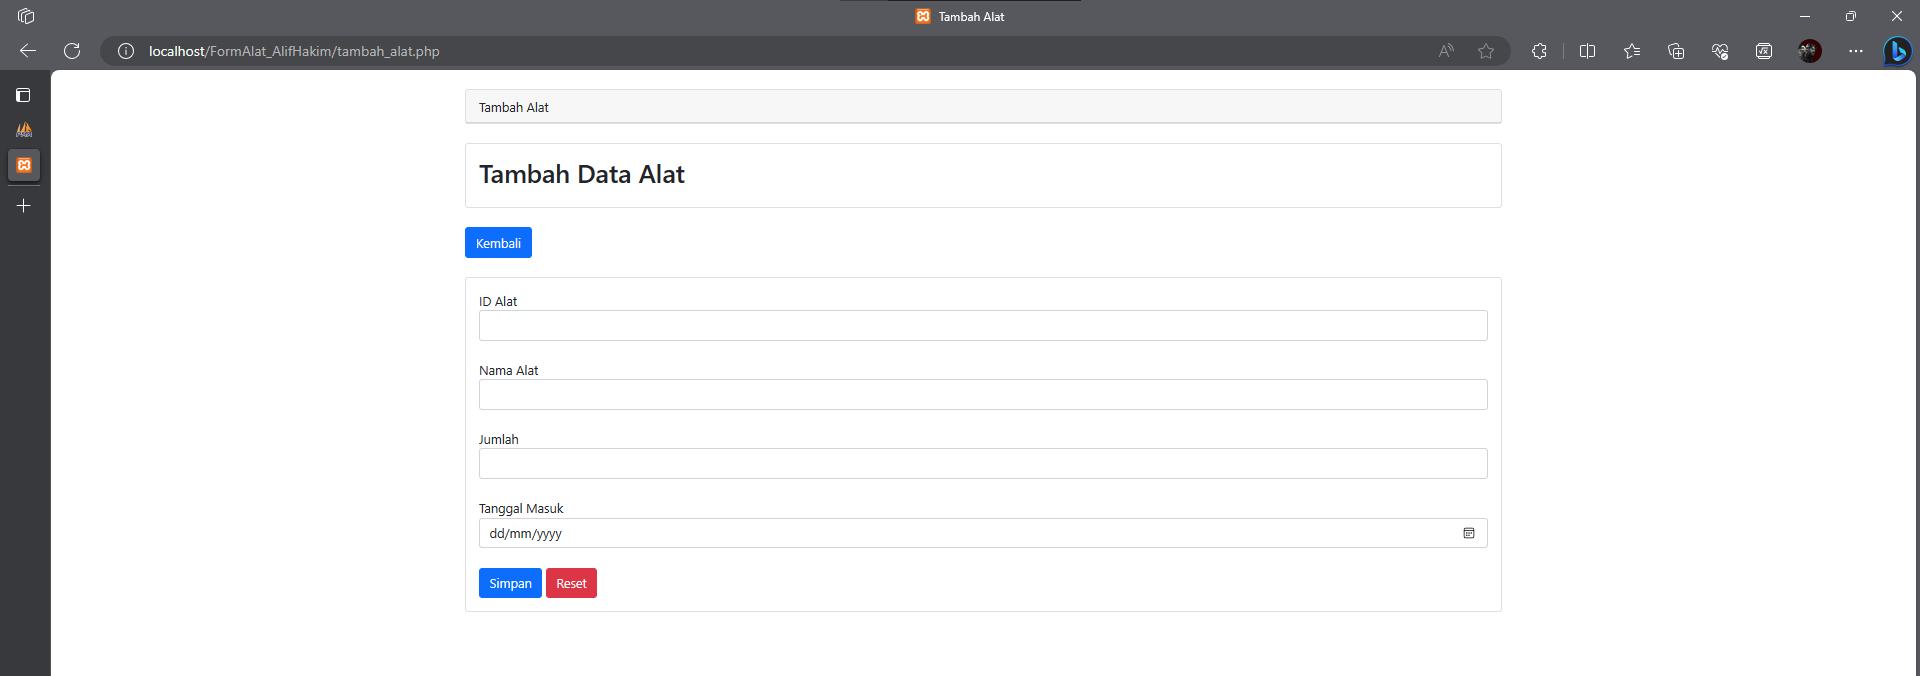 Tambah Alat
localhost/FormAlat_AlifHakim/tambah_alat.php
Tambah Alat
Tambah Data Alat
Kembali
ID Alat
Nama Alat
Jumlah
Tanggal Masuk
dd/mm/yyyy
Simpan Reset